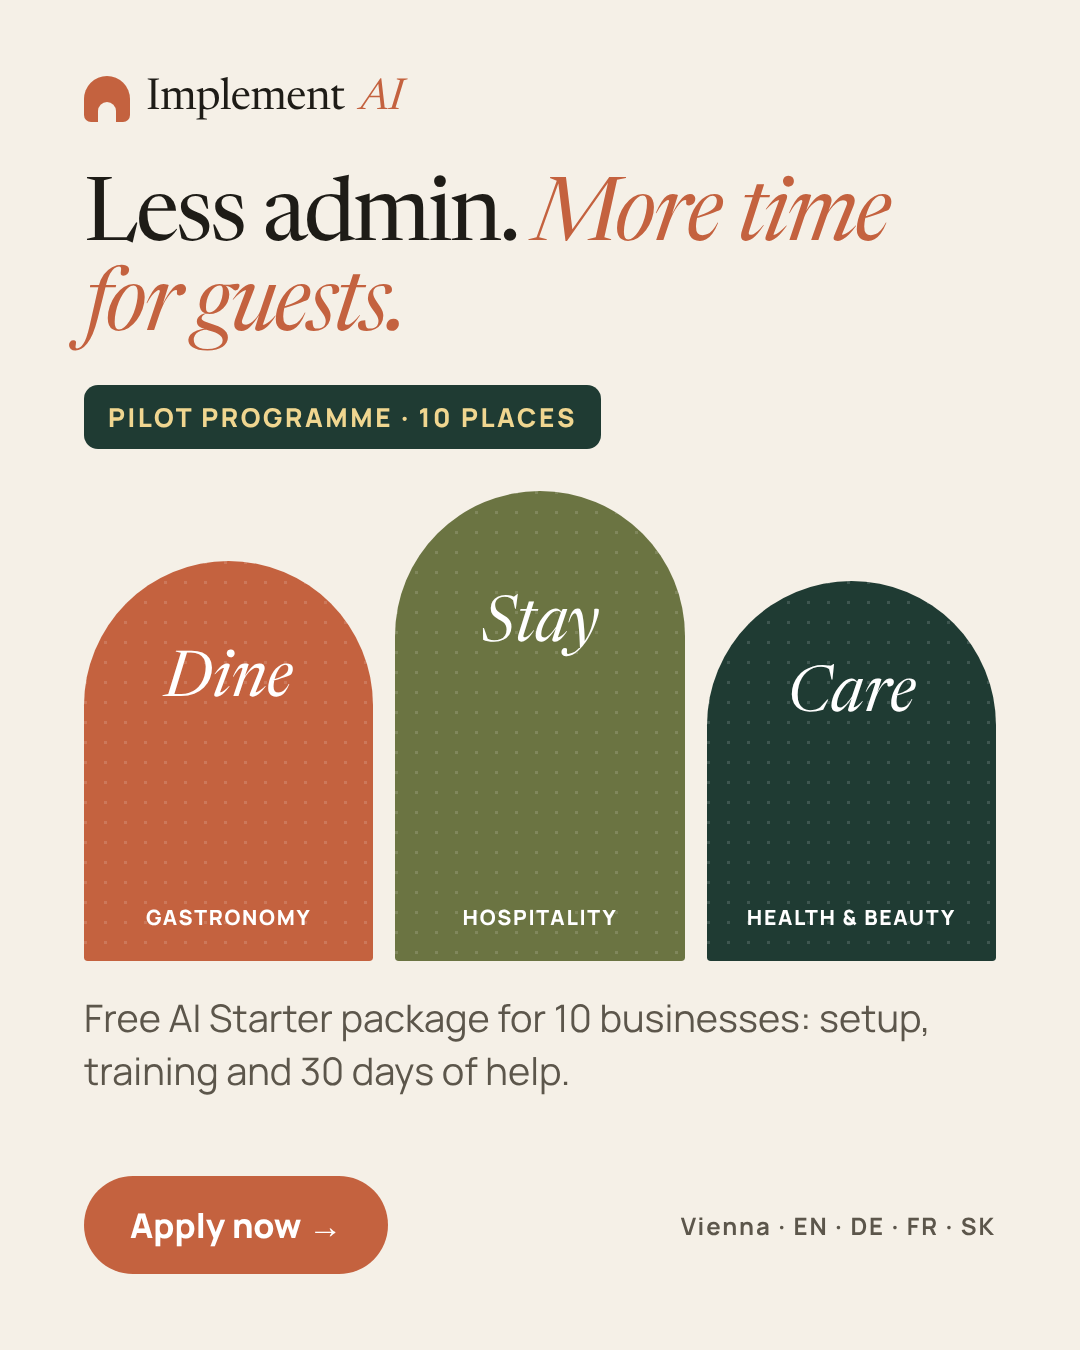 Implement AI
Less admin. More time
for guests.
PILOT PROGRAMME · 10 PLACES
Dine
Stay
Care
GASTRONOMY
HOSPITALITY
HEALTH & BEAUTY
Free AI Starter package for 10 businesses: setup,
training and 30 days of help.
Apply now →
Vienna · EN · DE · FR · SK